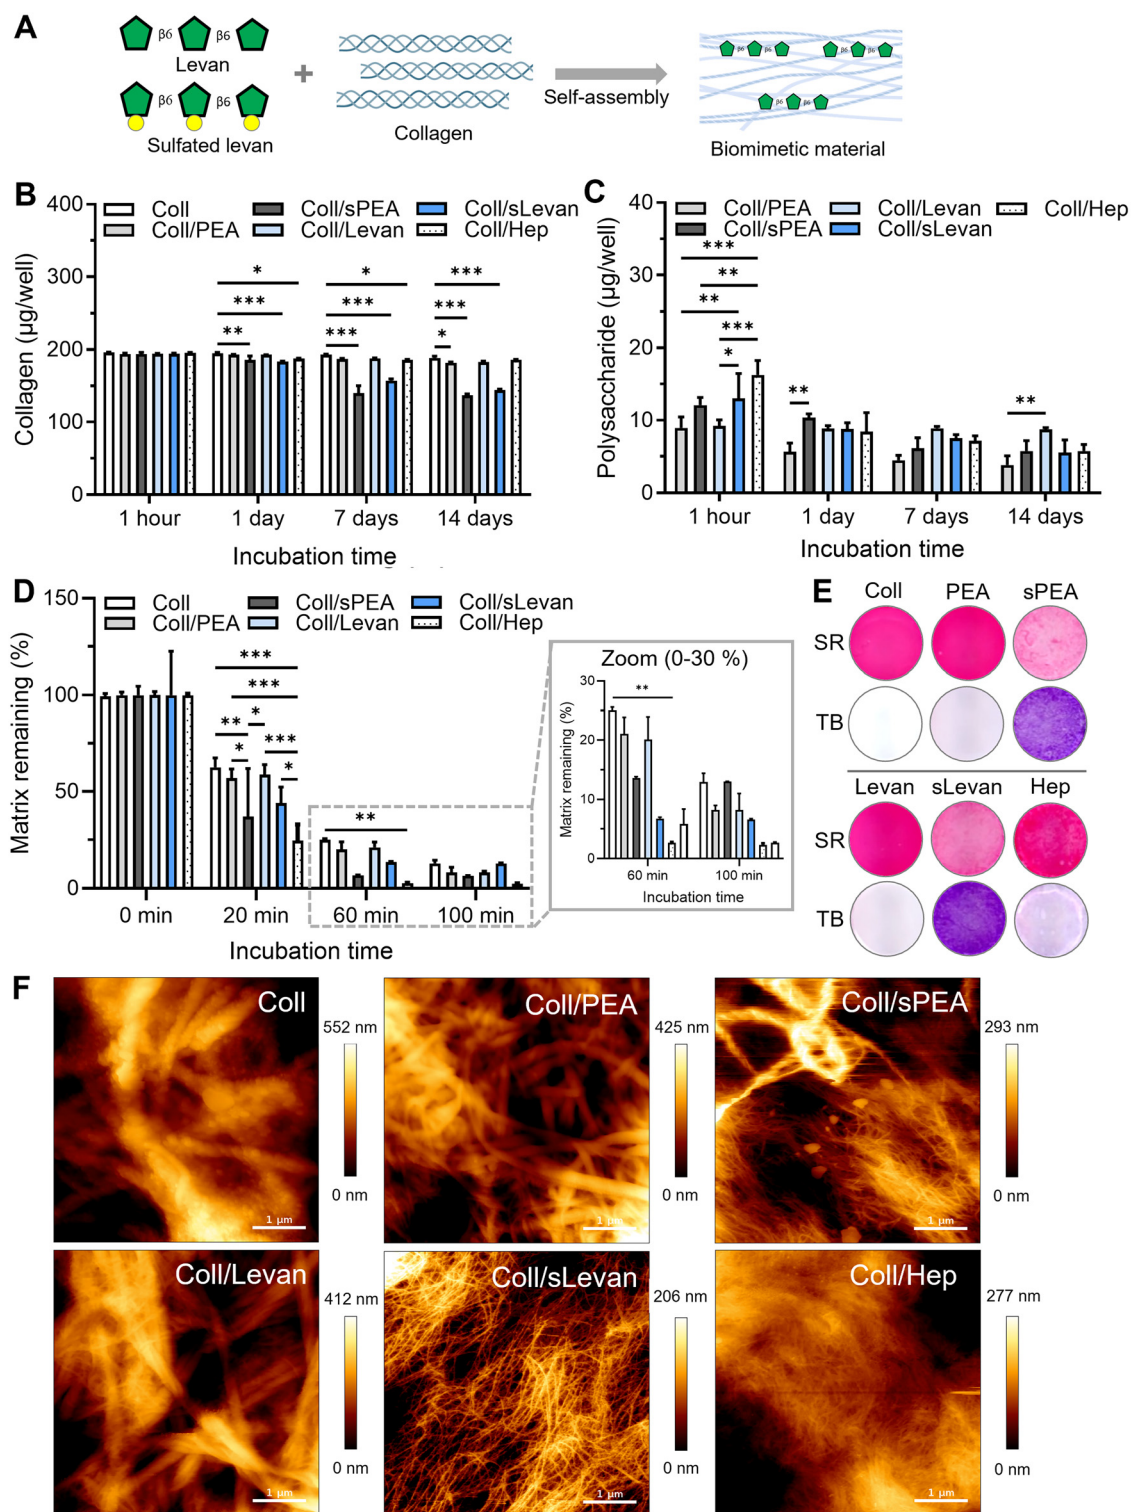 A
β6 β6
Levan
β6 β6
Sulfated levan
+
Collagen
Self-assembly
β6 β6
β6 β6
β6 β6
Biomimetic material
B
Coll
Coll/PEA
Coll/sPEA
Coll/Levan
Coll/sLevan
Coll/Hep
Collagen (µg/well)
400
300
200
100
0
*
***
**
*
***
***
***
***
*
1 hour
1 day
7 days
14 days
Incubation time
C
Coll/PEA
Coll/sPEA
Coll/Levan
Coll/sLevan
Coll/Hep
Polysaccharide (µg/well)
40
30
20
10
0
***
**
**
***
*
**
**
1 hour
1 day
7 days
14 days
Incubation time
D
Coll
Coll/PEA
Coll/sPEA
Coll/Levan
Coll/sLevan
Coll/Hep
Matrix remaining (%)
150
100
50
0
***
***
**
*
*
***
*
**
0 min
20 min
60 min
100 min
Incubation time
Zoom (0-30 %)
Matrix remaining (%)
30
20
10
0
**
60 min
100 min
Incubation time
E
Coll PEA sPEA
SR
TB
Levan sLevan Hep
SR
TB
F
Coll
1 µm
552 nm
0 nm
Coll/PEA
1 µm
425 nm
0 nm
Coll/sPEA
1 µm
293 nm
0 nm
Coll/Levan
1 µm
412 nm
0 nm
Coll/sLevan
1 µm
206 nm
0 nm
Coll/Hep
1 µm
277 nm
0 nm